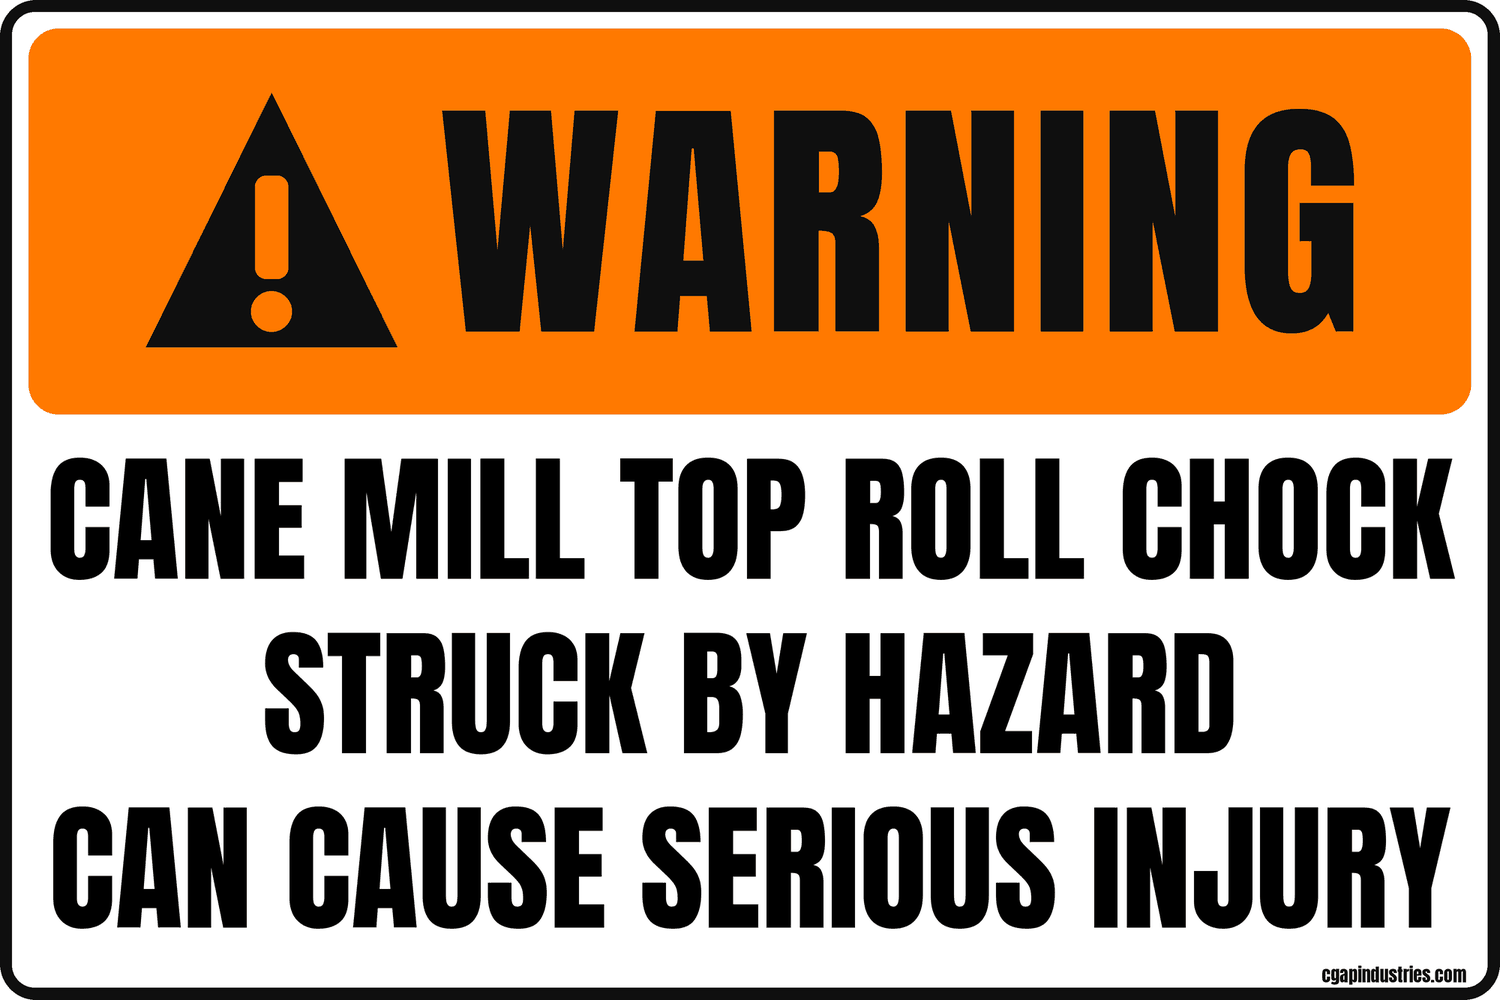 WARNING
CANE MILL TOP ROLL CHOCK
STRUCK BY HAZARD
CAN CAUSE SERIOUS INJURY
cgapindustries.com